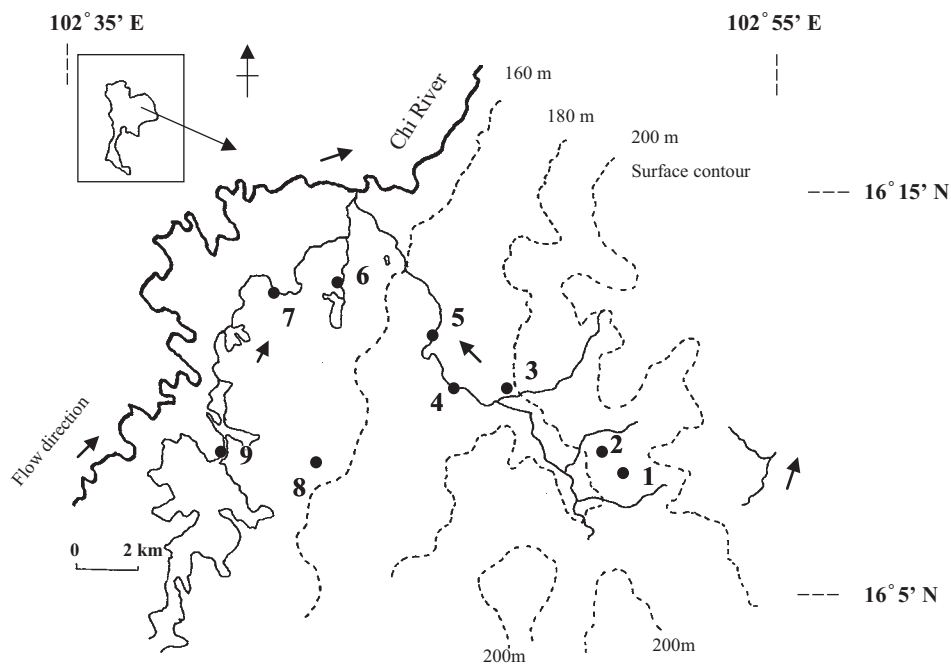 102°35' E
102°55' E
160 m
180 m
200 m
Surface contour
Chi River
16°15' N
6
7
5
3
4
2
1
9
8
Flow direction
0 2 km
16°5' N
200m
200m